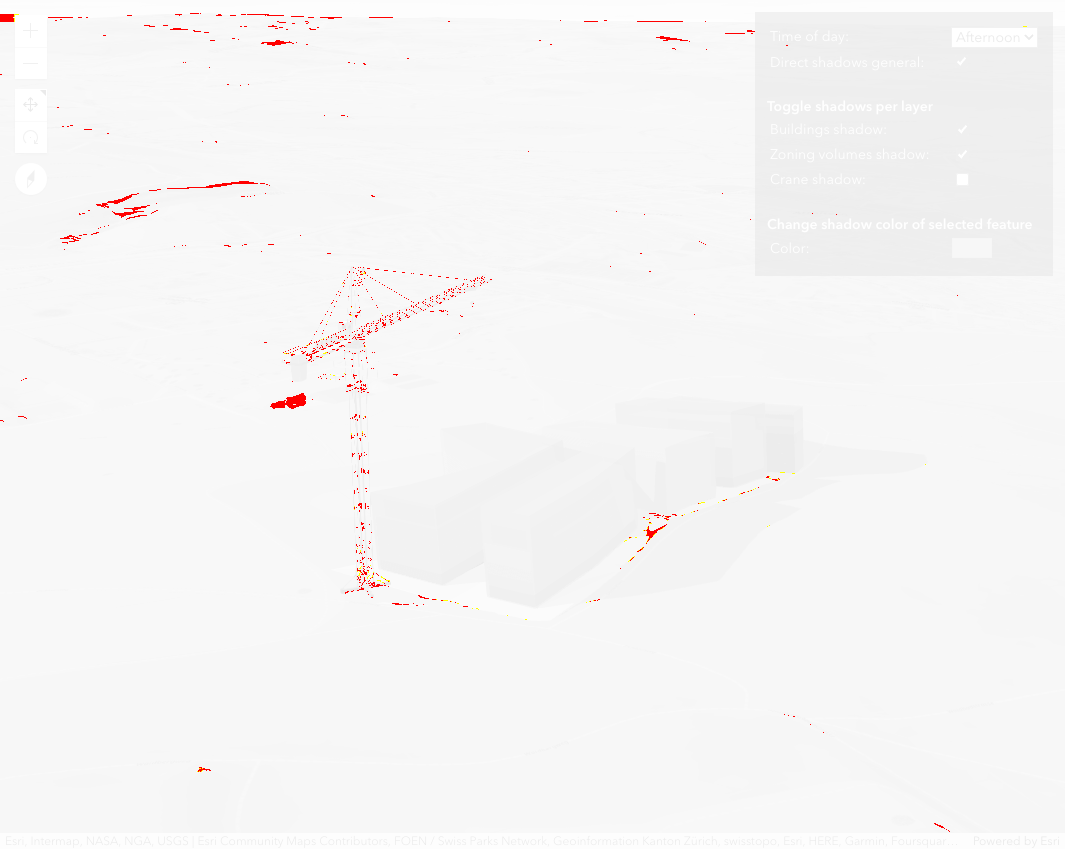 Time of day:
Afternoon
Direct shadows general:
Toggle shadows per layer
Buildings shadow:
Zoning volumes shadow:
Crane shadow:
Change shadow color of selected feature
Color:
Esri, Intermap, NASA, NGA, USGS | Esri Community Maps Contributors, FOEN / Swiss Parks Network, Geoinformation Kanton Zürich, swisstopo, Esri, HERE, Garmin, Foursquar… Powered by Esri